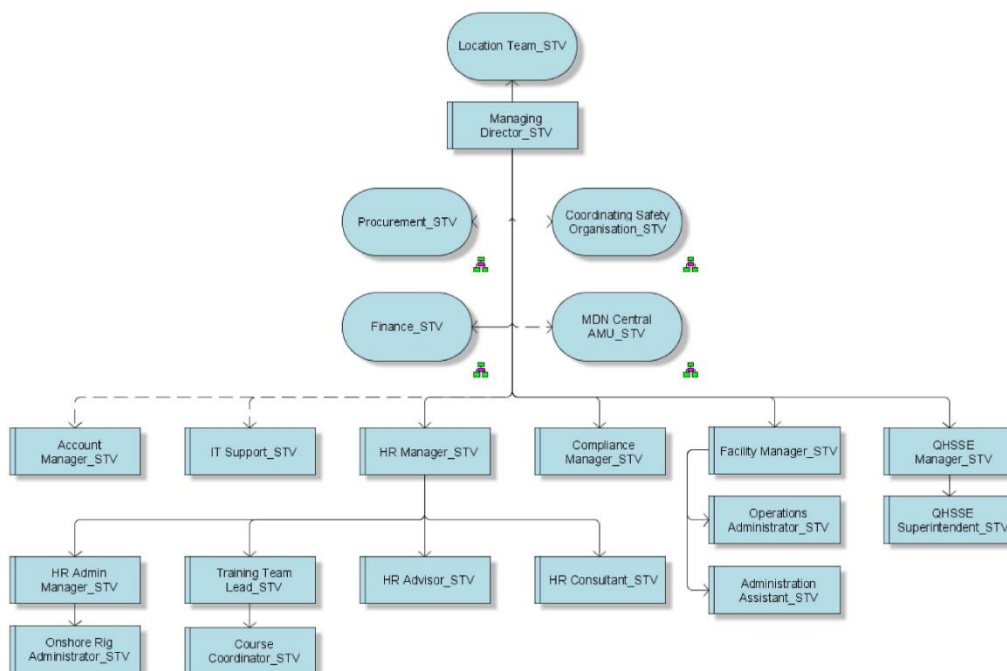 Location Team_STV
Managing
Director_STV
Procurement_STV
Coordinating Safety
Organisation_STV
Finance_STV
MDN Central
AMU_STV
Account
Manager_STV
IT Support_STV
HR Manager_STV
Compliance
Manager_STV
Facility Manager_STV
QHSSE
Manager_STV
Operations
Administrator_STV
QHSSE
Superintendent_STV
HR Admin
Manager_STV
Training Team
Lead_STV
HR Advisor_STV
HR Consultant_STV
Administration
Assistant_STV
Onshore Rig
Administrator_STV
Course
Coordinator_STV